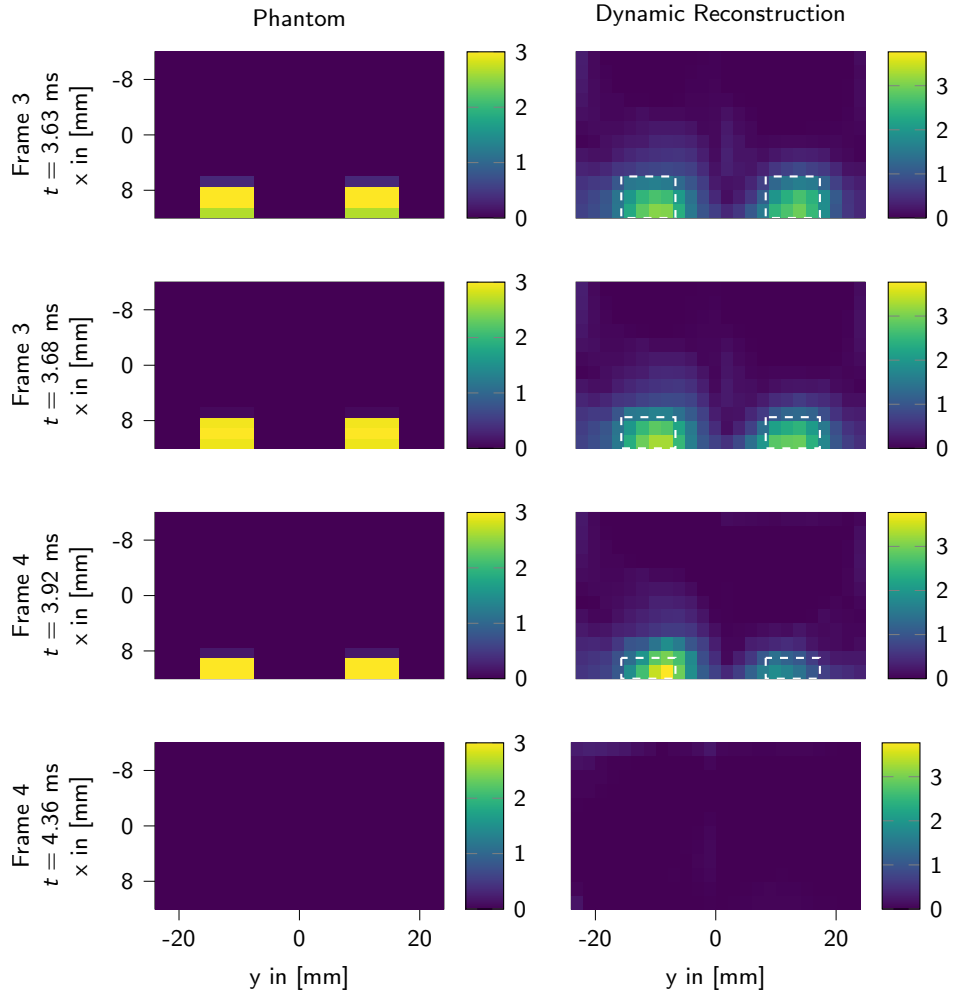 Phantom
Dynamic Reconstruction
Frame 3
t = 3.63 ms
x in [mm]
-8
0
8
3
2
1
0
3
2
1
0
Frame 3
t = 3.68 ms
x in [mm]
-8
0
8
3
2
1
0
3
2
1
0
Frame 4
t = 3.92 ms
x in [mm]
-8
0
8
3
2
1
0
3
2
1
0
Frame 4
t = 4.36 ms
x in [mm]
-8
0
8
3
2
1
0
3
2
1
0
-20 0 20
-20 0 20
y in [mm]
y in [mm]